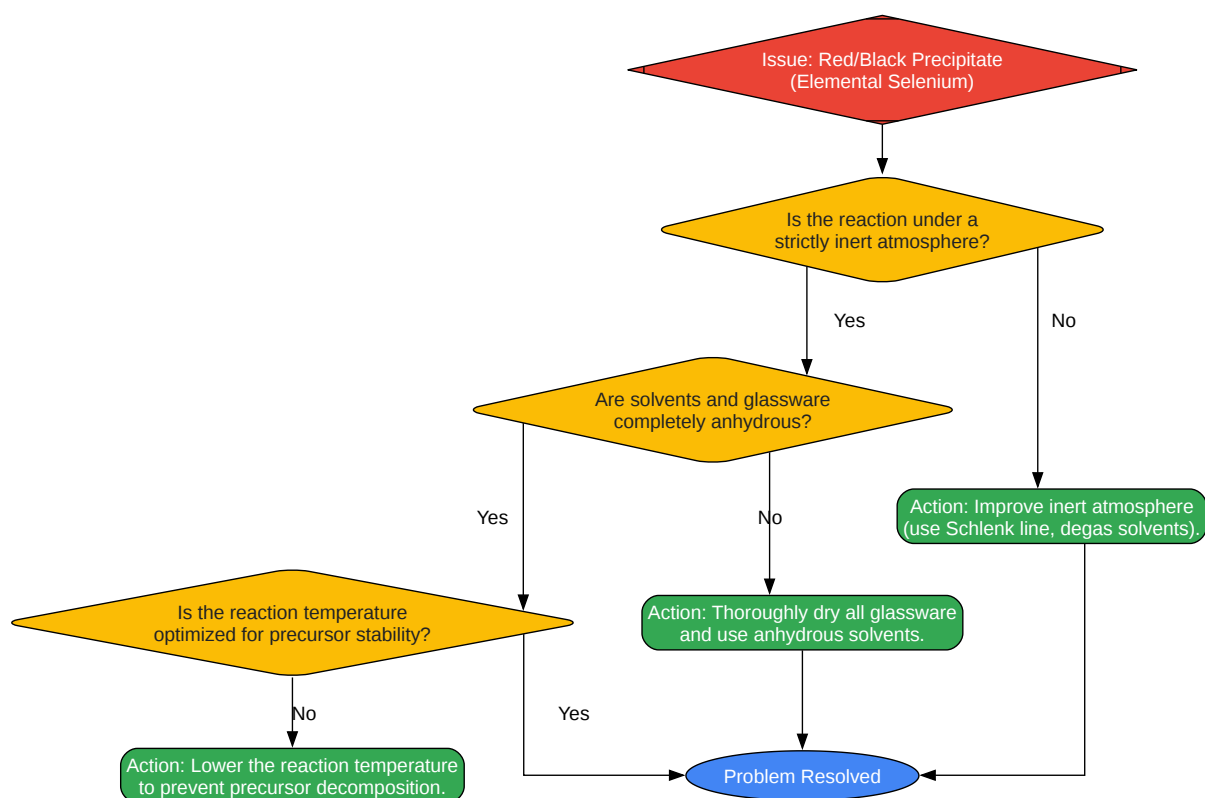 Issue: Red/Black Precipitate
(Elemental Selenium)
Is the reaction under a
strictly inert atmosphere?
Yes
No
Are solvents and glassware
completely anhydrous?
Yes
No
Action: Improve inert atmosphere
(use Schlenk line, degas solvents).
Is the reaction temperature
optimized for precursor stability?
Action: Thoroughly dry all glassware
and use anhydrous solvents.
No
Yes
Action: Lower the reaction temperature
to prevent precursor decomposition.
Problem Resolved